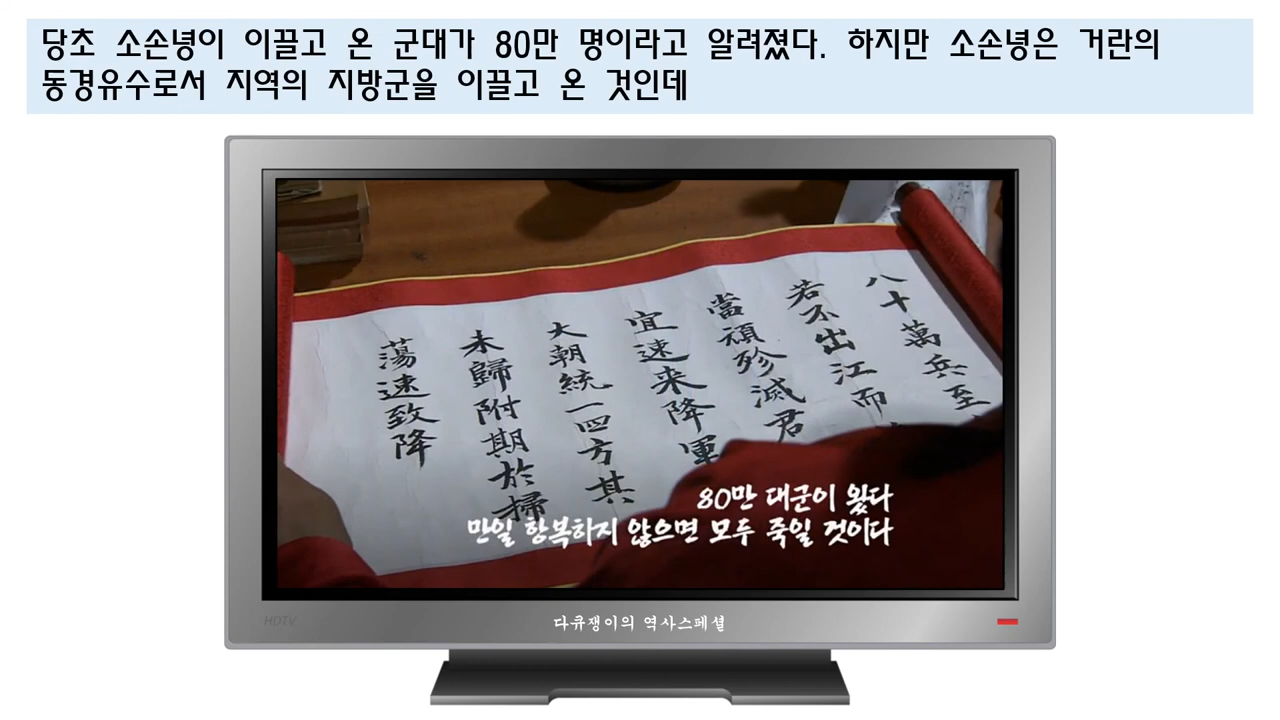 당초 소손녕이 이끌고 온 군대가 80만 명이라고 알려졌다. 하지만 소손녕은 거란의
동경유수로서 지역의 지방군을 이끌고 온 것인데
八十萬兵至
若不出江而
當頑殄滅君
宜速来降軍
大朝統一四方其
未歸附期於掃
蕩速致降
80만 대군이 왔다
만일 항복하지 않으면 모두 죽일 것이다
HDTV
다큐쟁이의 역사스페셜